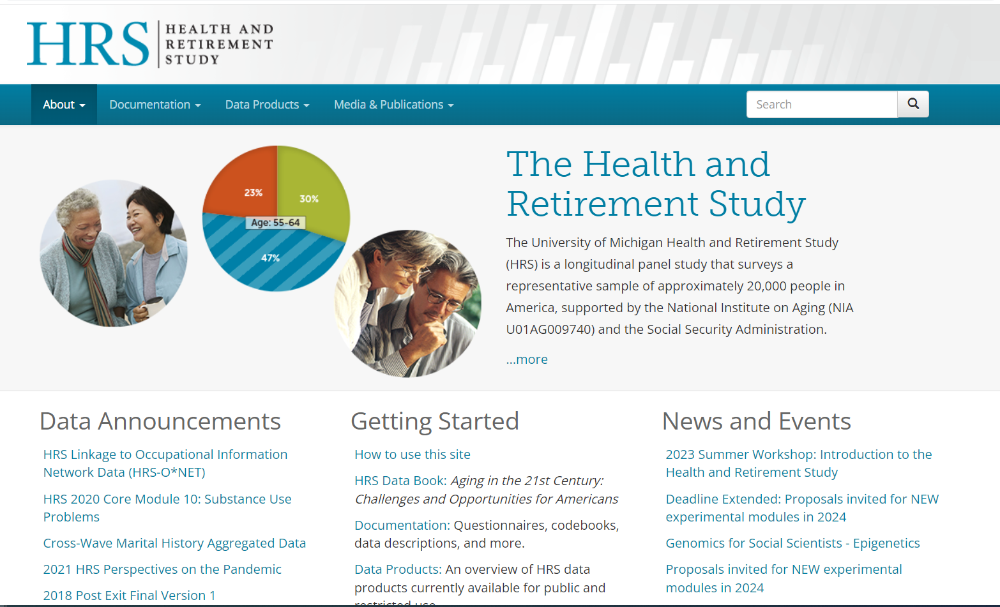 HRS
HEALTH AND
RETIREMENT
STUDY
About
Documentation
Data Products
Media & Publications
Search
23%
30%
Age: 55-64
47%
The Health and
Retirement Study
The University of Michigan Health and Retirement Study
(HRS) is a longitudinal panel study that surveys a
representative sample of approximately 20,000 people in
America, supported by the National Institute on Aging (NIA
U01AG009740) and the Social Security Administration.
...more
Data Announcements
HRS Linkage to Occupational Information
Network Data (HRS-O*NET)
HRS 2020 Core Module 10: Substance Use
Problems
Cross-Wave Marital History Aggregated Data
2021 HRS Perspectives on the Pandemic
2018 Post Exit Final Version 1
Getting Started
How to use this site
HRS Data Book: Aging in the 21st Century:
Challenges and Opportunities for Americans
Documentation: Questionnaires, codebooks,
data descriptions, and more.
Data Products: An overview of HRS data
products currently available for public and
restricted use
News and Events
2023 Summer Workshop: Introduction to the
Health and Retirement Study
Deadline Extended: Proposals invited for NEW
experimental modules in 2024
Genomics for Social Scientists - Epigenetics
Proposals invited for NEW experimental
modules in 2024